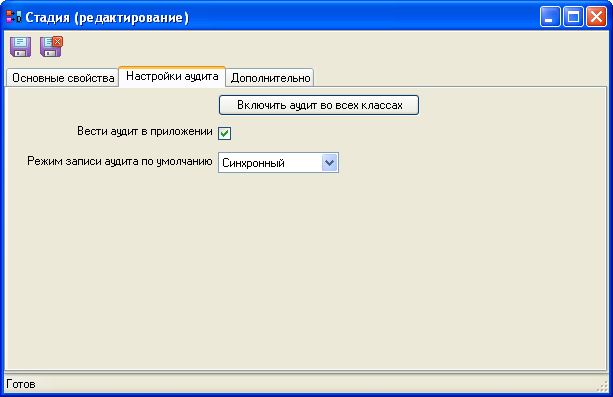 Стадия (редактирование)
Основные свойства Настройки аудита Дополнительно
Включить аудит во всех классах
Вести аудит в приложении
Режим записи аудита по умолчанию Синхронный
Готов